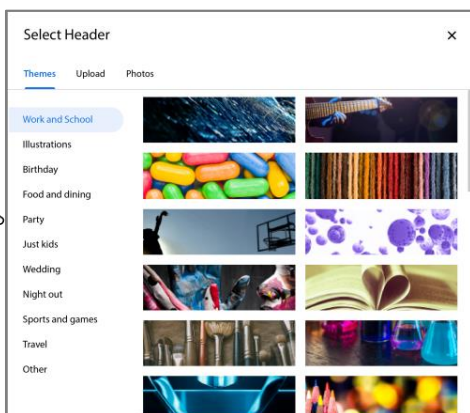 Select Header
Themes Upload Photos
Work and School
Illustrations
Birthday
Food and dining
Party
Just kids
Wedding
Night out
Sports and games
Travel
Other